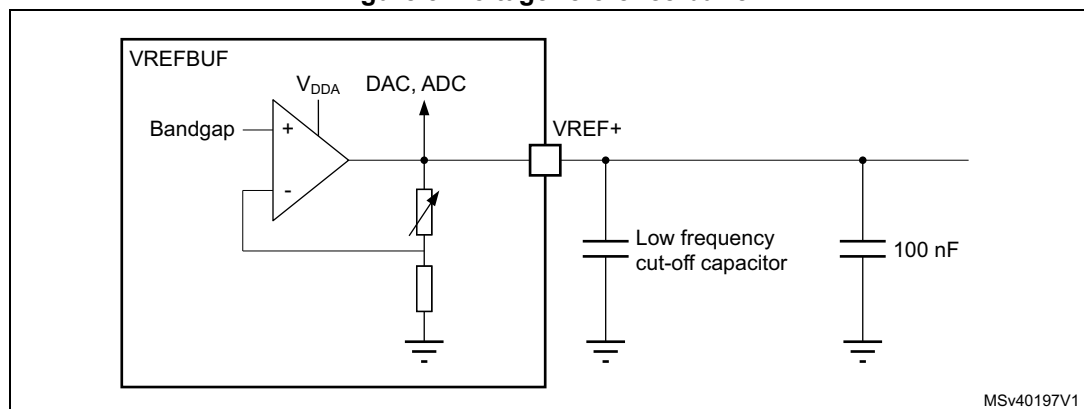 VREFBUF
VDDA
DAC, ADC
Bandgap
+
-
VREF+
Low frequency
cut-off capacitor
100 nF
MSv40197V1